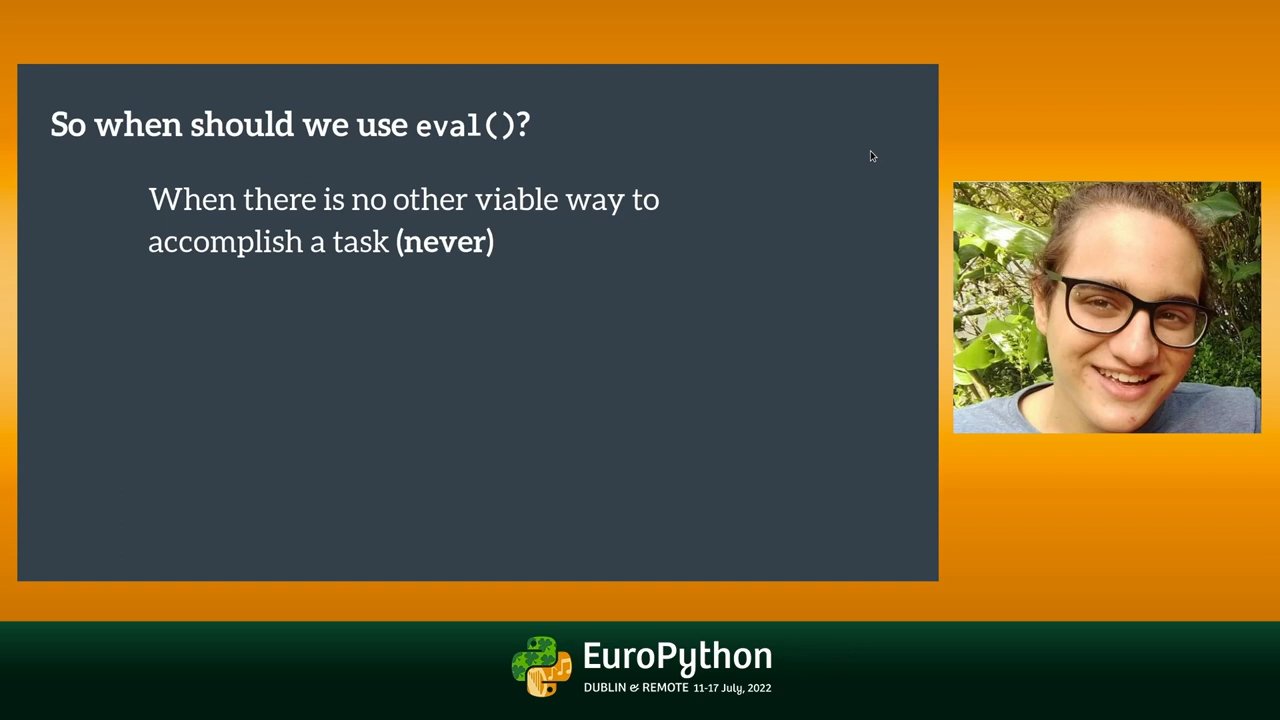 So when should we use eval()?
When there is no other viable way to
accomplish a task (never)
EuroPython
DUBLIN & REMOTE 11-17 July, 2022